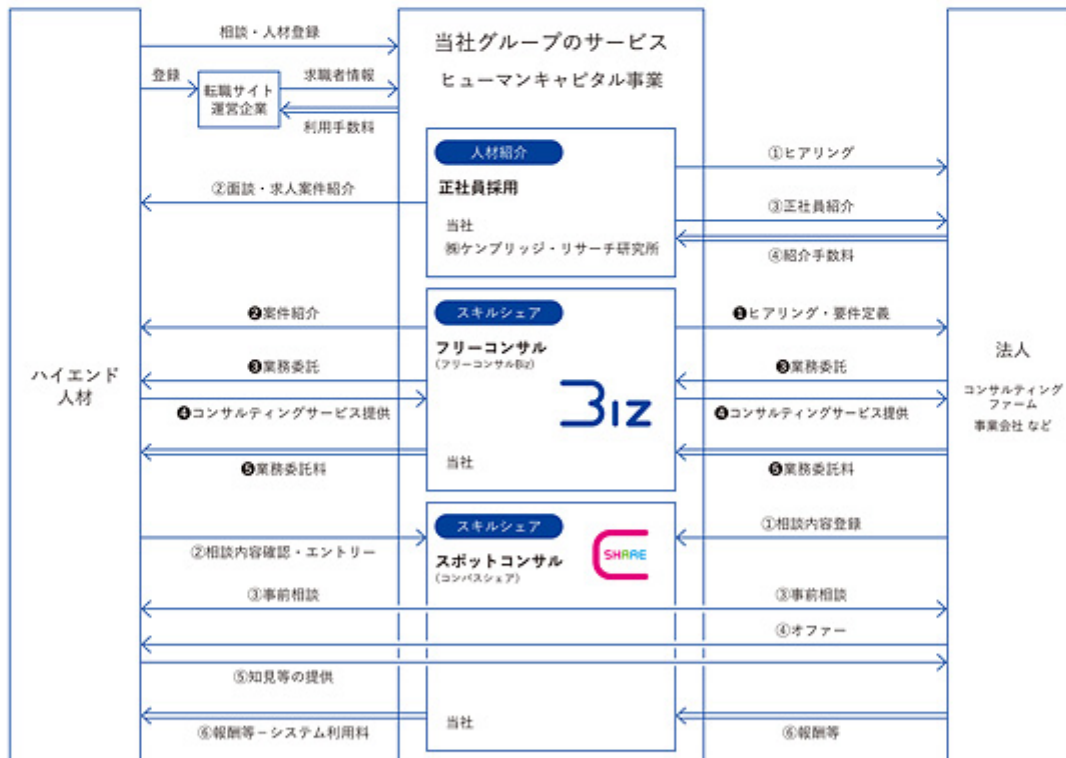 相談・人材登録
当社グループのサービス
ヒューマンキャピタル事業
登録
転職サイト
運営企業
求職者情報
利用手数料
人材紹介
正社員採用
当社
㈱ケンブリッジ・リサーチ研究所
①ヒアリング
②面談・求人案件紹介
③正社員紹介
④紹介手数料
スキルシェア
フリーコンサル
(フリーコンサルBiz)
BIZ
当社
❷案件紹介
❶ヒアリング・要件定義
❸業務委託
❸業務委託
❹コンサルティングサービス提供
❹コンサルティングサービス提供
❺業務委託料
❺業務委託料
ハイエンド
人材
法人
コンサルティング
ファーム
事業会社 など
スキルシェア
スポットコンサル
(コンパスシェア)
SHARE
当社
①相談内容登録
②相談内容確認・エントリー
③事前相談
③事前相談
④オファー
⑤知見等の提供
⑥報酬等－システム利用料
⑥報酬等